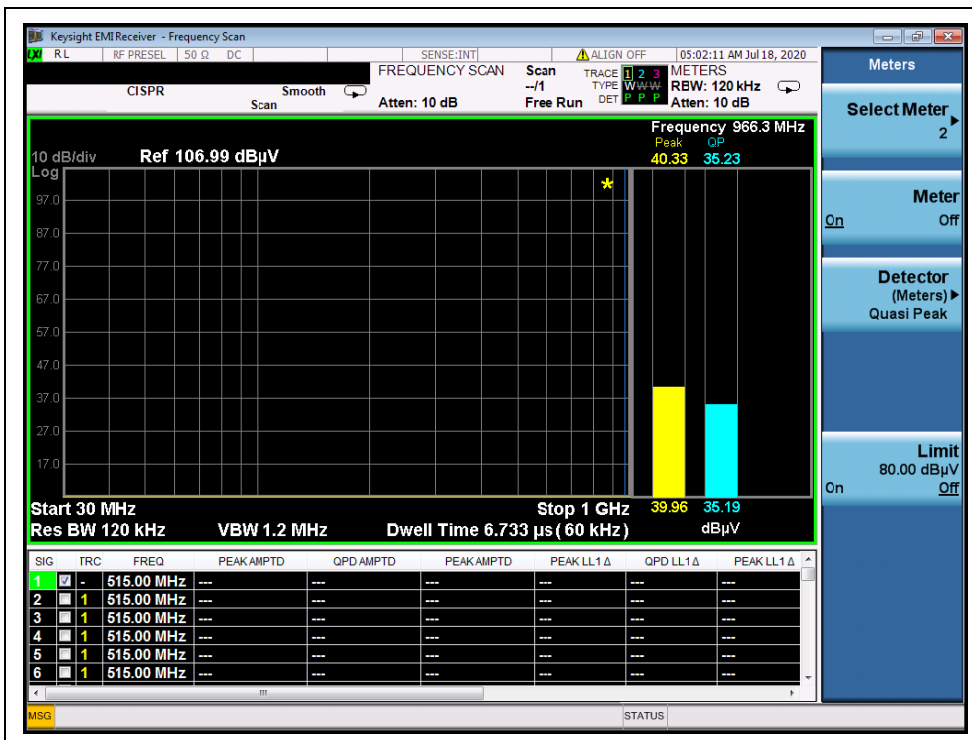 Keysight EMI Receiver - Frequency Scan
LXI RL RF PRESEL 50 Ω DC SENSE:INT ALIGN OFF 05:02:11 AM Jul 18, 2020
FREQUENCY SCAN Scan TRACE 1 2 3 METERS
--/1 TYPE W W W RBW: 120 kHz
CISPR Smooth
Scan Atten: 10 dB Free Run DET P P P Atten: 10 dB
Frequency 966.3 MHz
Peak QP
10 dB/div Ref 106.99 dBµV 40.33 35.23
Log
97.0
87.0
77.0
67.0
57.0
47.0
37.0
27.0
17.0
Start 30 MHz Stop 1 GHz 39.96 35.19
Res BW 120 kHz VBW 1.2 MHz Dwell Time 6.733 µs (60 kHz) dBµV
SIG TRC FREQ PEAK AMPTD QPD AMPTD PEAK AMPTD PEAK LL1 Δ QPD LL1 Δ PEAK LL1 Δ
1 - 515.00 MHz --- --- --- --- --- ---
2 1 515.00 MHz --- --- --- --- --- ---
3 1 515.00 MHz --- --- --- --- --- ---
4 1 515.00 MHz --- --- --- --- --- ---
5 1 515.00 MHz --- --- --- --- --- ---
6 1 515.00 MHz --- --- --- --- --- ---
MSG STATUS
Meters
Select Meter
2
Meter
On Off
Detector
(Meters)
Quasi Peak
Limit
80.00 dBµV
On Off